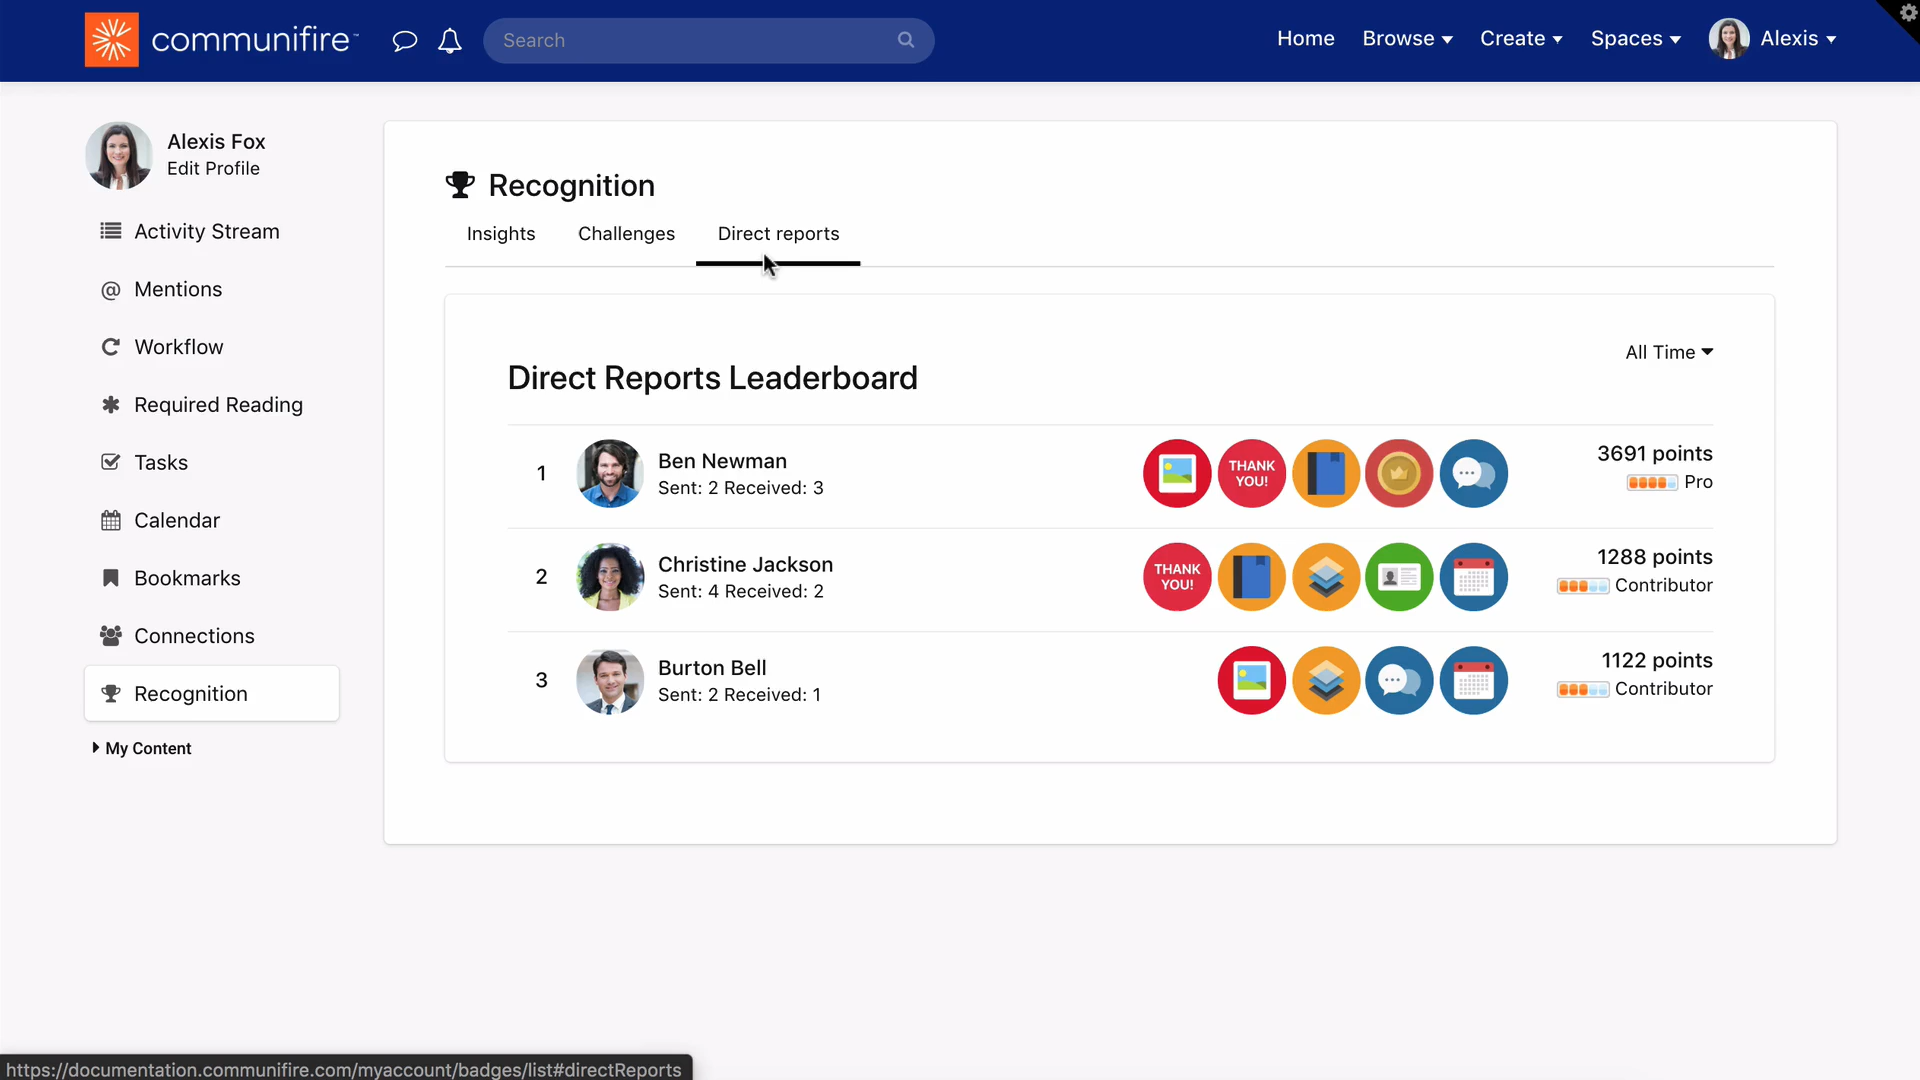 communifire™
Search
Home
Browse
Create
Spaces
Alexis
Alexis Fox
Edit Profile
Activity Stream
@ Mentions
Workflow
Required Reading
Tasks
Calendar
Bookmarks
Connections
Recognition
My Content
Recognition
Insights
Challenges
Direct reports
All Time
Direct Reports Leaderboard
1
Ben Newman
Sent: 2 Received: 3
THANK
YOU!
3691 points
Pro
2
Christine Jackson
Sent: 4 Received: 2
THANK
YOU!
1288 points
Contributor
3
Burton Bell
Sent: 2 Received: 1
1122 points
Contributor
https://documentation.communifire.com/myaccount/badges/list#directReports